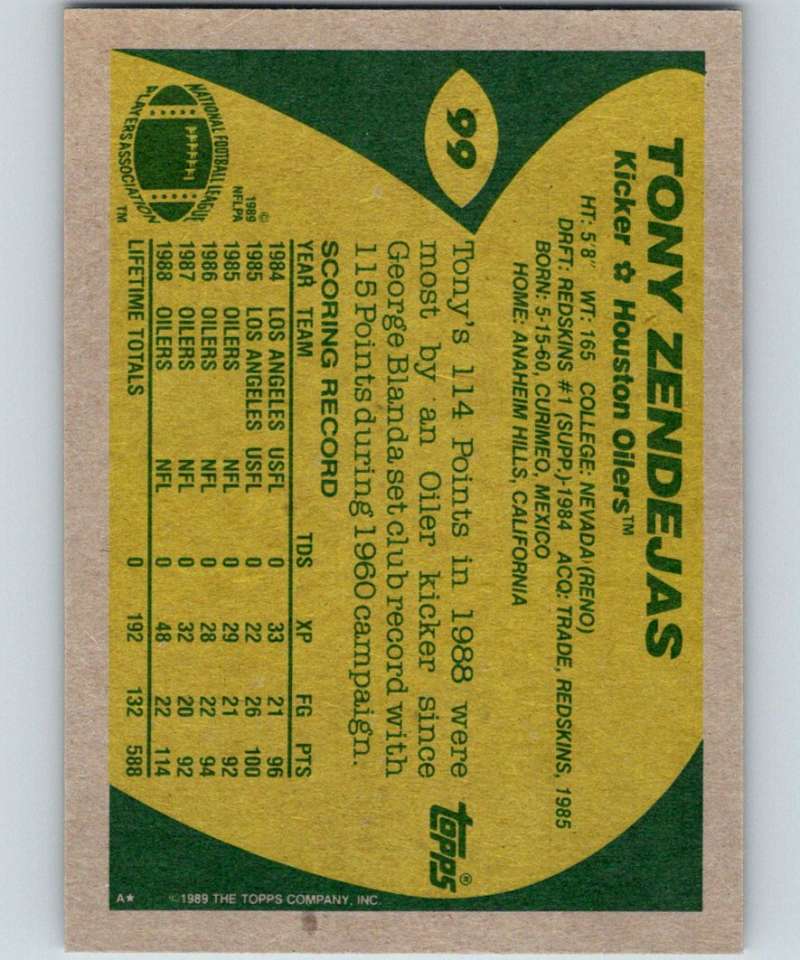 99
TONY ZENDEJAS
Kicker ✿ Houston Oilers™
HT: 5'8" WT: 165 COLLEGE: NEVADA (RENO)
DRFT: REDSKINS #1 (SUPP.)-1984 ACQ: TRADE, REDSKINS, 1985
BORN: 5-15-60, CURIMEO, MEXICO
HOME: ANAHEIM HILLS, CALIFORNIA
Tony's 114 Points in 1988 were
most by an Oiler kicker since
George Blanda set club record with
115 Points during 1960 campaign.
SCORING RECORD
YEAR TEAM TDS XP FG PTS
1984 LOS ANGELES USFL 0 33 21 96
1985 LOS ANGELES USFL 0 22 26 100
1985 OILERS NFL 0 29 21 92
1986 OILERS NFL 0 28 22 94
1987 OILERS NFL 0 32 20 92
1988 OILERS NFL 0 48 22 114
LIFETIME TOTALS 0 192 132 588
NATIONAL FOOTBALL LEAGUE
PLAYERS ASSOCIATION
TM
©
1989
NFLPA
topps®
A★ ©1989 THE TOPPS COMPANY, INC.